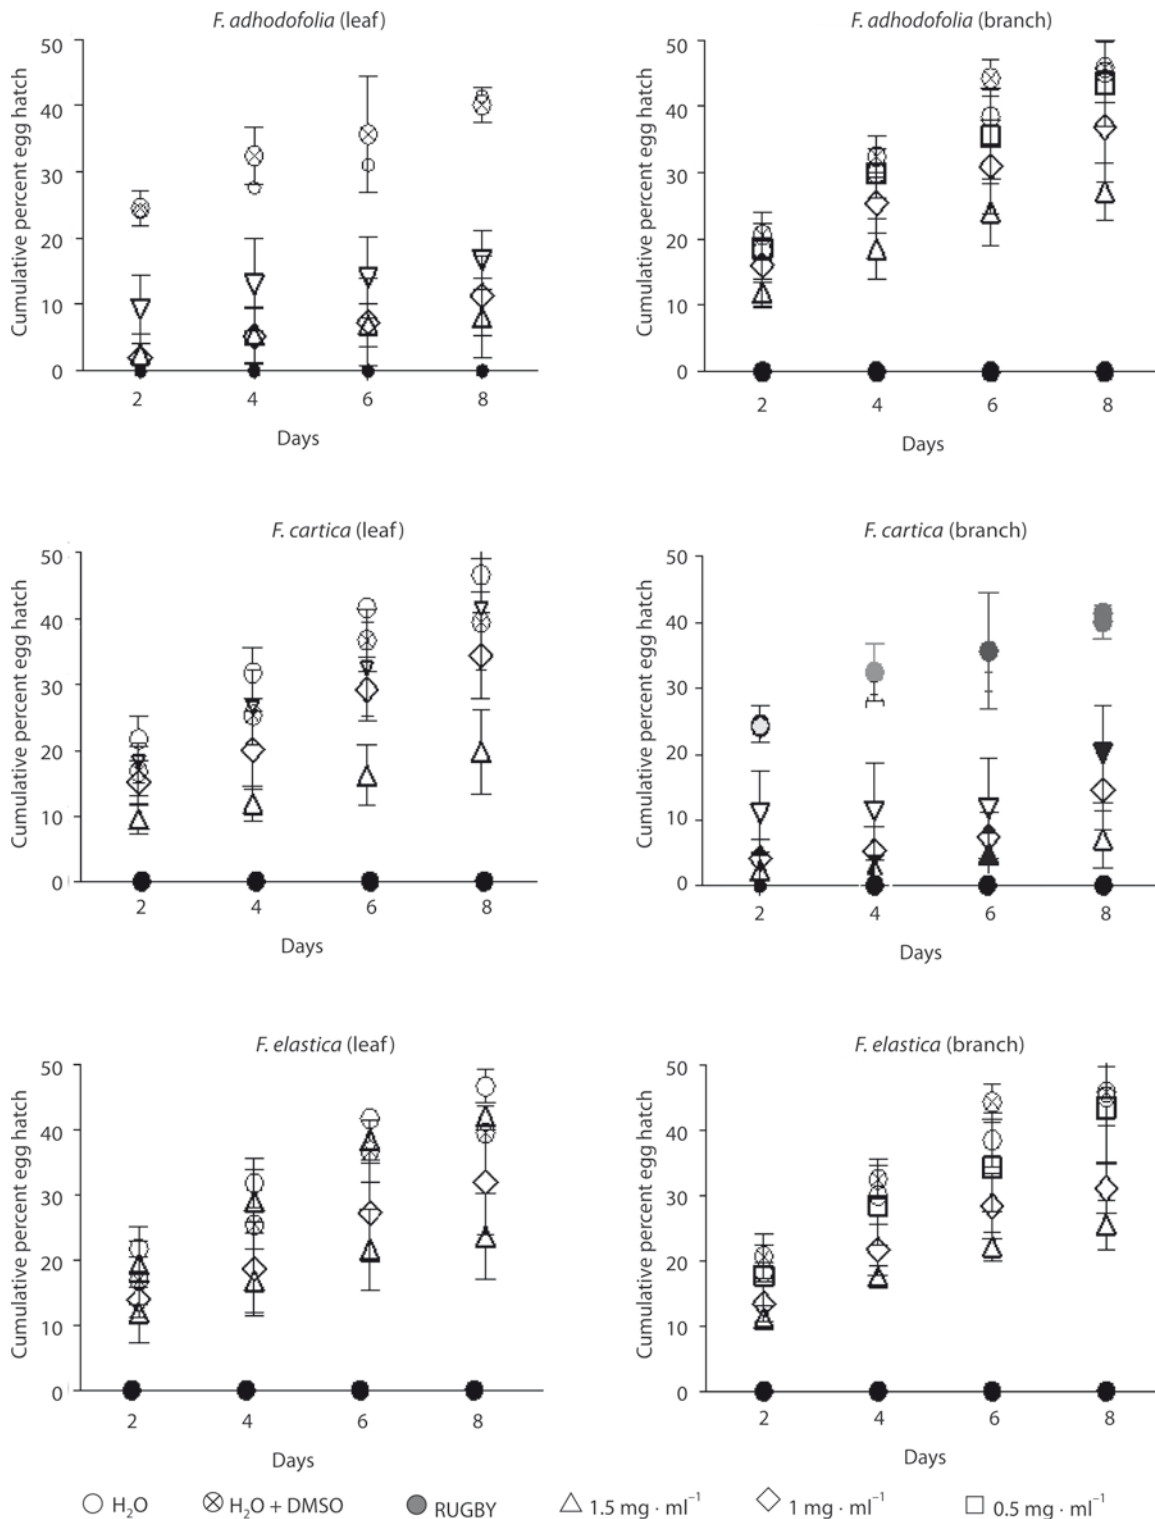 F. adhodofolia (leaf)
Cumulative percent egg hatch
50
40
30
20
10
0
2 4 6 8
Days
F. adhodofolia (branch)
Cumulative percent egg hatch
50
40
30
20
10
0
2 4 6 8
Days
F. cartica (leaf)
Cumulative percent egg hatch
50
40
30
20
10
0
2 4 6 8
Days
F. cartica (branch)
Cumulative percent egg hatch
50
40
30
20
10
0
2 4 6 8
Days
F. elastica (leaf)
Cumulative percent egg hatch
50
40
30
20
10
0
2 4 6 8
Days
F. elastica (branch)
Cumulative percent egg hatch
50
40
30
20
10
0
2 4 6 8
Days
H₂O H₂O + DMSO RUGBY 1.5 mg · ml⁻¹ 1 mg · ml⁻¹ 0.5 mg · ml⁻¹